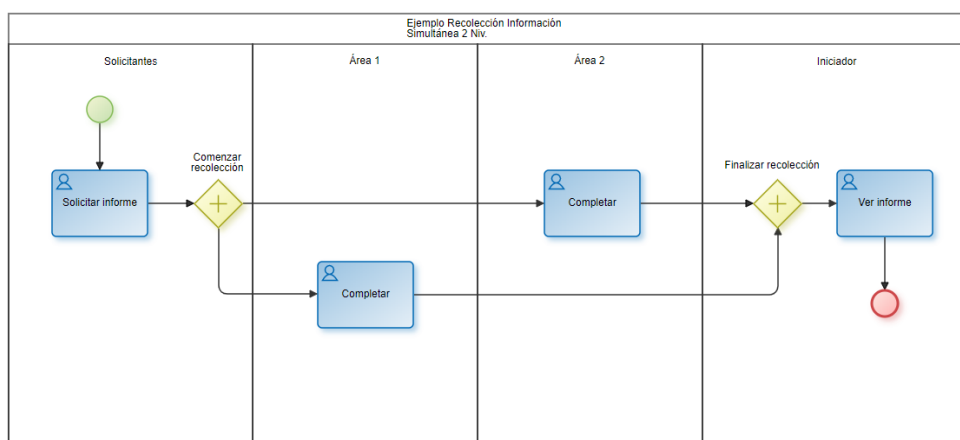 Ejemplo Recolección Información
Simultánea 2 Niv.
Solicitantes
Área 1
Área 2
Iniciador
Comenzar
recolección
Finalizar recolección
Solicitar informe
Completar
Ver informe
Completar